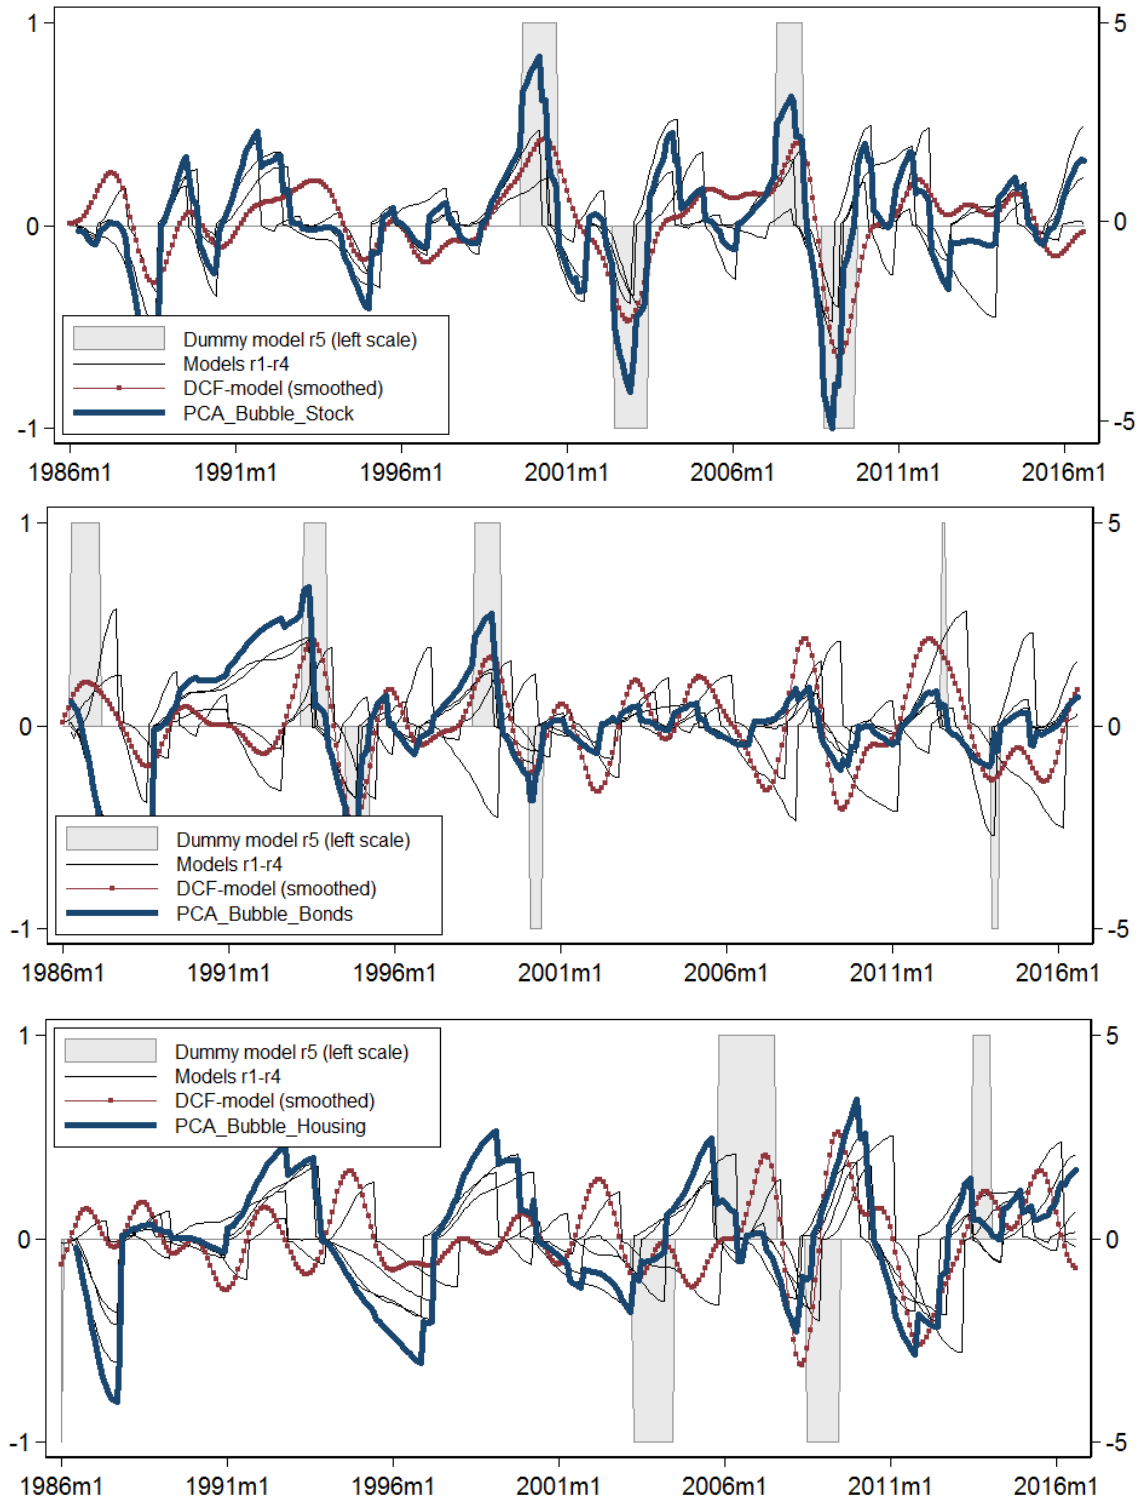 1
5
0
0
-1
-5
Dummy model r5 (left scale)
Models r1-r4
DCF-model (smoothed)
PCA_Bubble_Stock
1986m1 1991m1 1996m1 2001m1 2006m1 2011m1 2016m1
1
5
0
0
-1
-5
Dummy model r5 (left scale)
Models r1-r4
DCF-model (smoothed)
PCA_Bubble_Bonds
1986m1 1991m1 1996m1 2001m1 2006m1 2011m1 2016m1
1
5
Dummy model r5 (left scale)
Models r1-r4
DCF-model (smoothed)
PCA_Bubble_Housing
0
0
-1
-5
1986m1 1991m1 1996m1 2001m1 2006m1 2011m1 2016m1